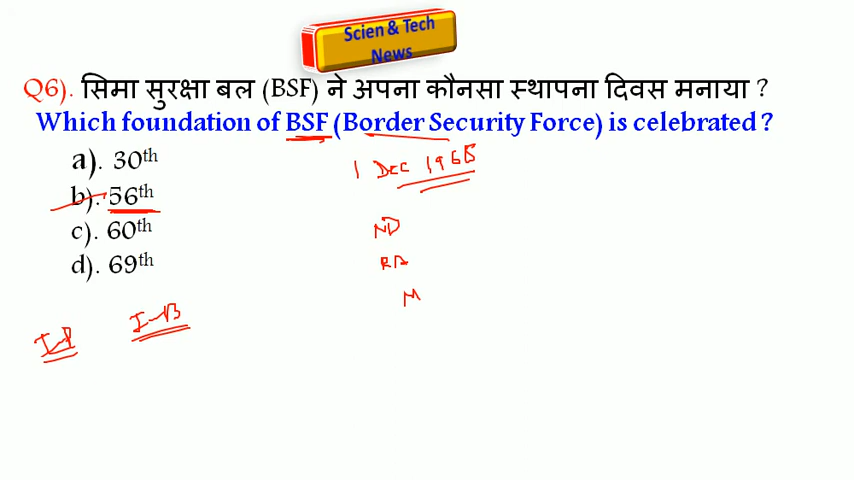 Scien & Tech
News
Q6). सिमा सुरक्षा बल (BSF) ने अपना कौनसा स्थापना दिवस मनाया ?
Which foundation of BSF (Border Security Force) is celebrated ?
a). 30th
1 Dec 1965
b). 56th
c). 60th
ND
d). 69th
RA
M
I-B
I-P